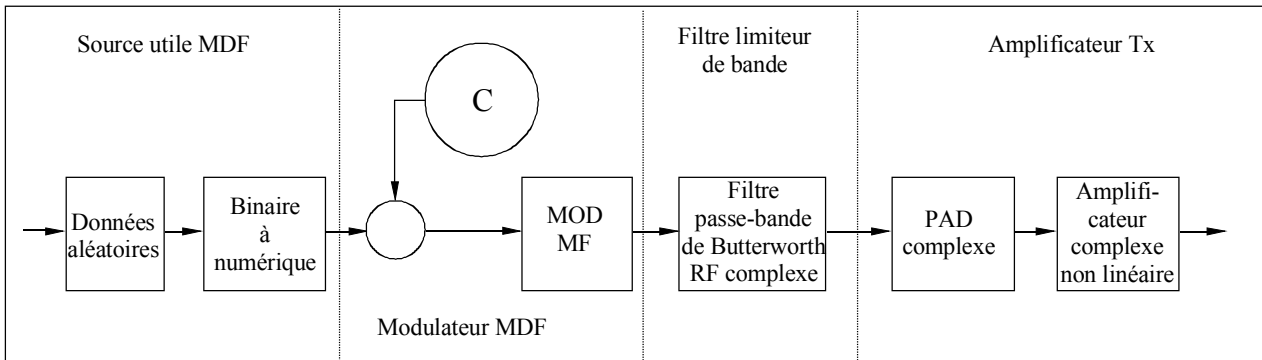 Source utile MDF
Filtre limiteur
de bande
Amplificateur Tx
C
Données
aléatoires
Binaire
à
numérique
MOD
MF
Filtre
passe-bande
de Butterworth
RF complexe
PAD
complexe
Amplifi-
cateur
complexe
non linéaire
Modulateur MDF